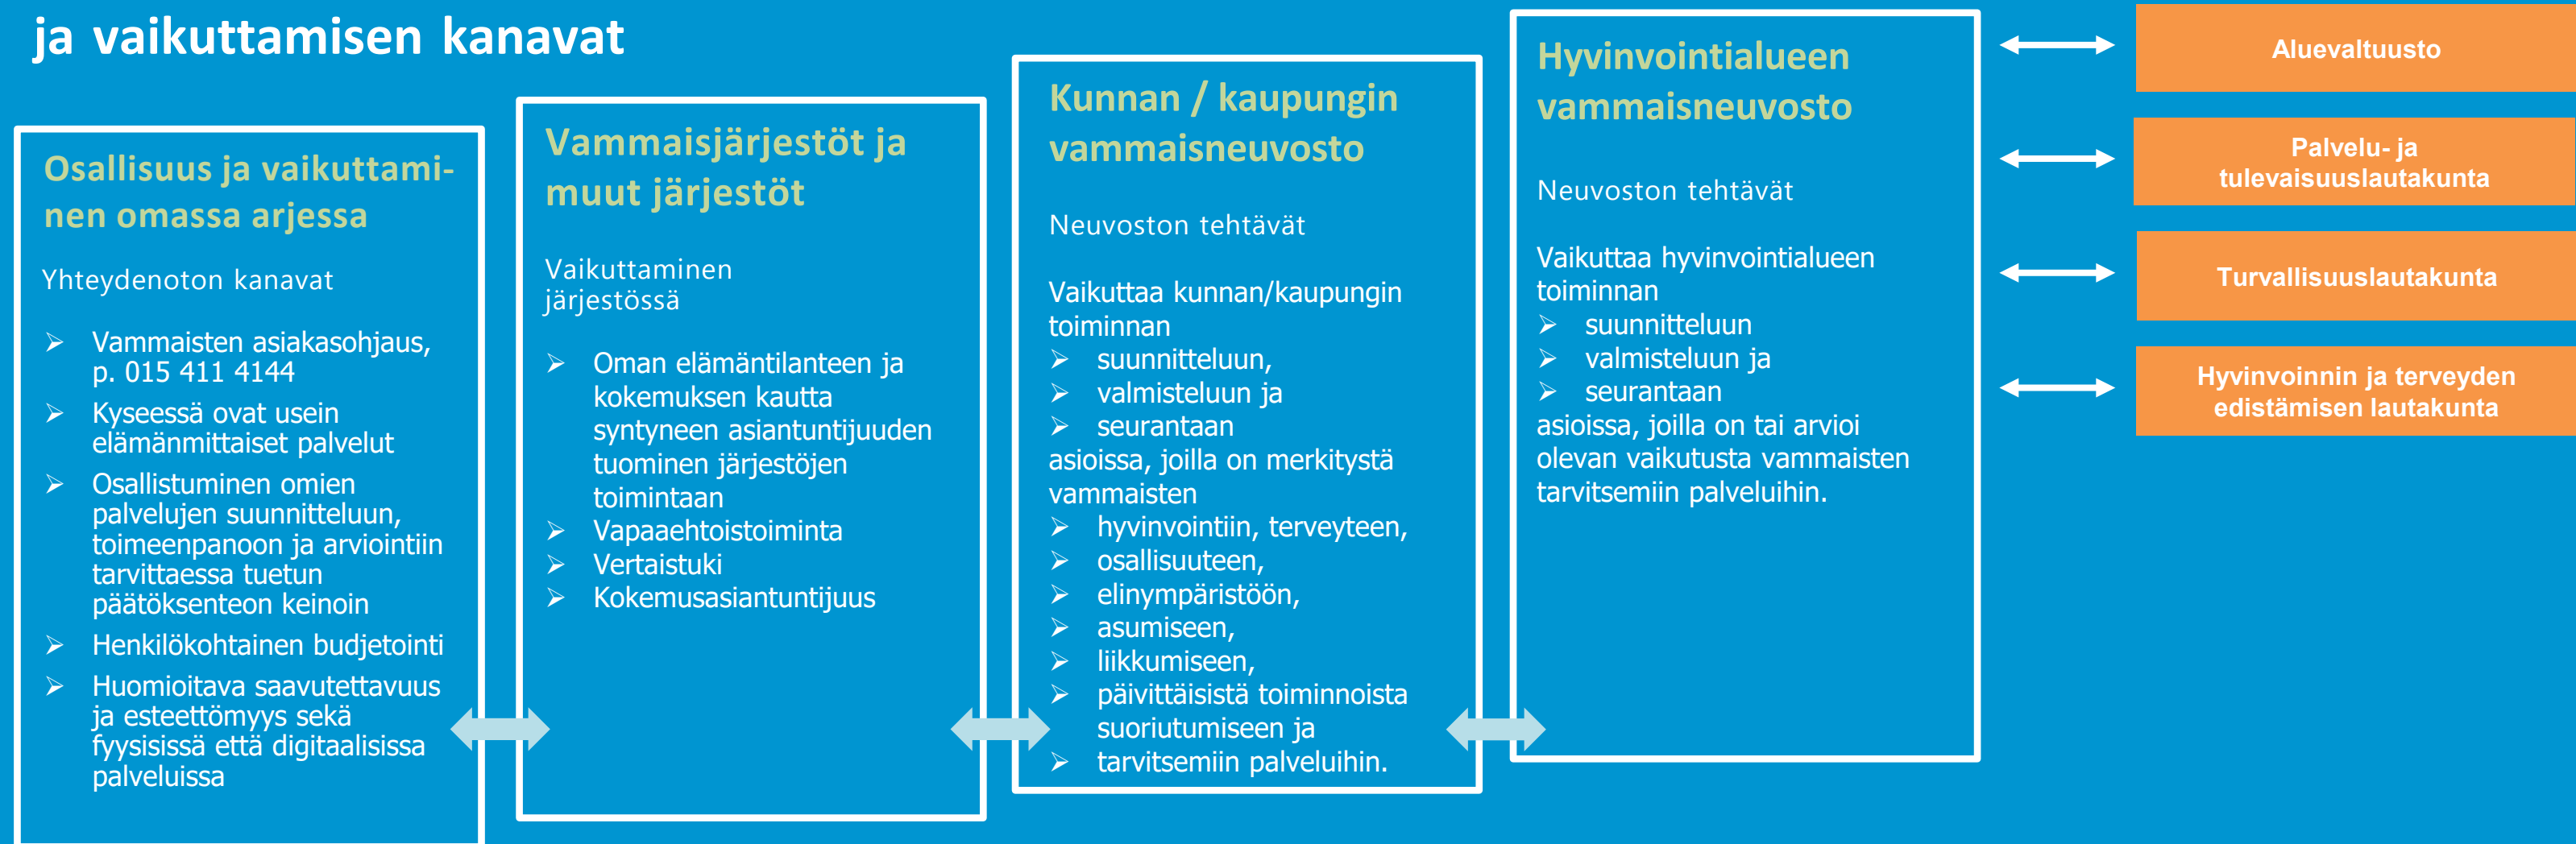 ja vaikuttamisen kanavat
Osallisuus ja vaikuttami-
nen omassa arjessa
Yhteydenoton kanavat
➢ Vammaisten asiakasohjaus,
p. 015 411 4144
➢ Kyseessä ovat usein
elämänmittaiset palvelut
➢ Osallistuminen omien
palvelujen suunnitteluun,
toimeenpanoon ja arviointiin
tarvittaessa tuetun
päätöksenteon keinoin
➢ Henkilökohtainen budjetointi
➢ Huomioitava saavutettavuus
ja esteettömyys sekä
fyysisissä että digitaalisissa
palveluissa
Vammaisjärjestöt ja
muut järjestöt
Vaikuttaminen
järjestössä
➢ Oman elämäntilanteen ja
kokemuksen kautta
syntyneen asiantuntijuuden
tuominen järjestöjen
toimintaan
➢ Vapaaehtoistoiminta
➢ Vertaistuki
➢ Kokemusasiantuntijuus
Kunnan / kaupungin
vammaisneuvosto
Neuvoston tehtävät
Vaikuttaa kunnan/kaupungin
toiminnan
➢ suunnitteluun,
➢ valmisteluun ja
➢ seurantaan
asioissa, joilla on merkitystä
vammaisten
➢ hyvinvointiin, terveyteen,
➢ osallisuuteen,
➢ elinympäristöön,
➢ asumiseen,
➢ liikkumiseen,
➢ päivittäisistä toiminnoista
suoriutumiseen ja
➢ tarvitsemiin palveluihin.
Hyvinvointialueen
vammaisneuvosto
Neuvoston tehtävät
Vaikuttaa hyvinvointialueen
toiminnan
➢ suunnitteluun
➢ valmisteluun ja
➢ seurantaan
asioissa, joilla on tai arvioi
olevan vaikutusta vammaisten
tarvitsemiin palveluihin.
Aluevaltuusto
Palvelu- ja
tulevaisuuslautakunta
Turvallisuuslautakunta
Hyvinvoinnin ja terveyden
edistämisen lautakunta